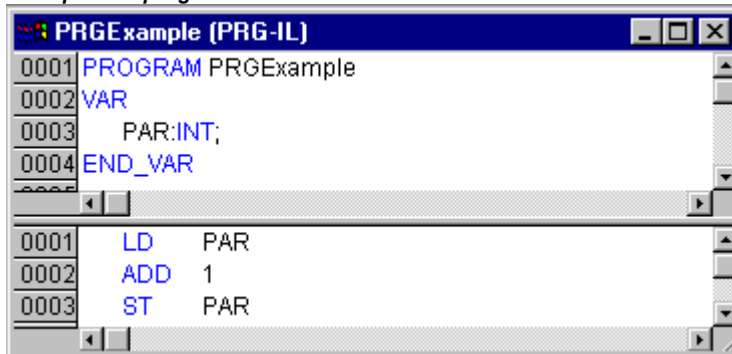 PRGExample (PRG-IL)
0001 PROGRAM PRGExample
0002 VAR
0003 PAR:INT;
0004 END_VAR
0001 LD PAR
0002 ADD 1
0003 ST PAR